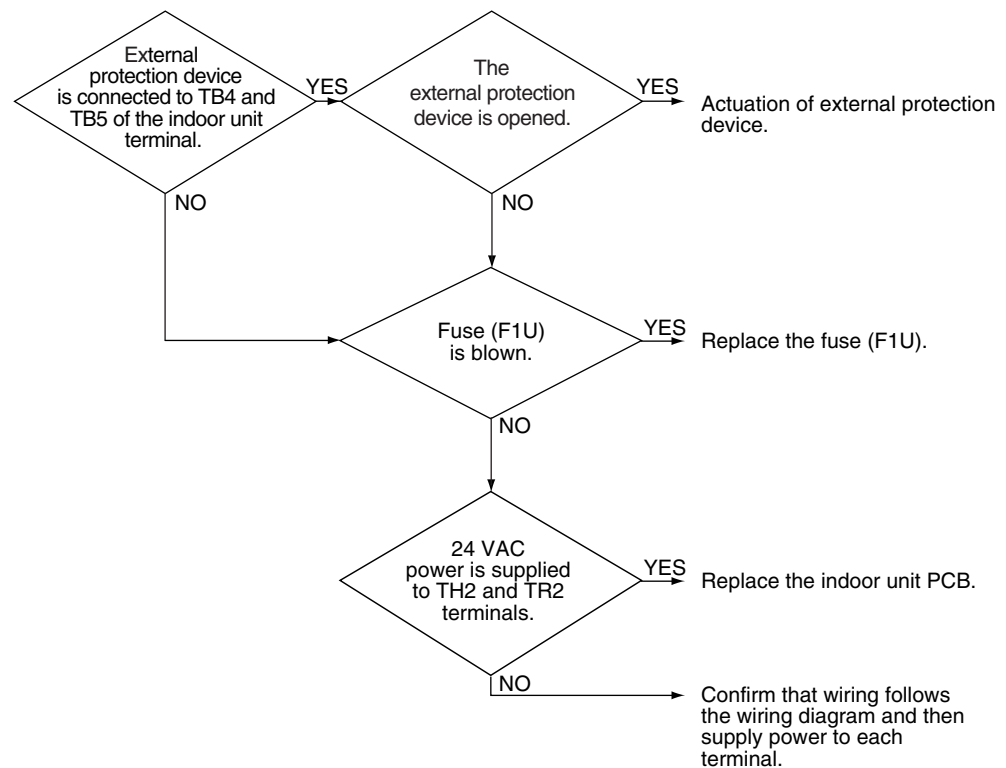 External
protection device
is connected to TB4 and
TB5 of the indoor unit
terminal.
YES
The
external protection
device is opened.
YES
Actuation of external protection
device.
NO
NO
Fuse (F1U)
is blown.
YES
Replace the fuse (F1U).
NO
24 VAC
power is supplied
to TH2 and TR2
terminals.
YES
Replace the indoor unit PCB.
NO
Confirm that wiring follows
the wiring diagram and then
supply power to each
terminal.